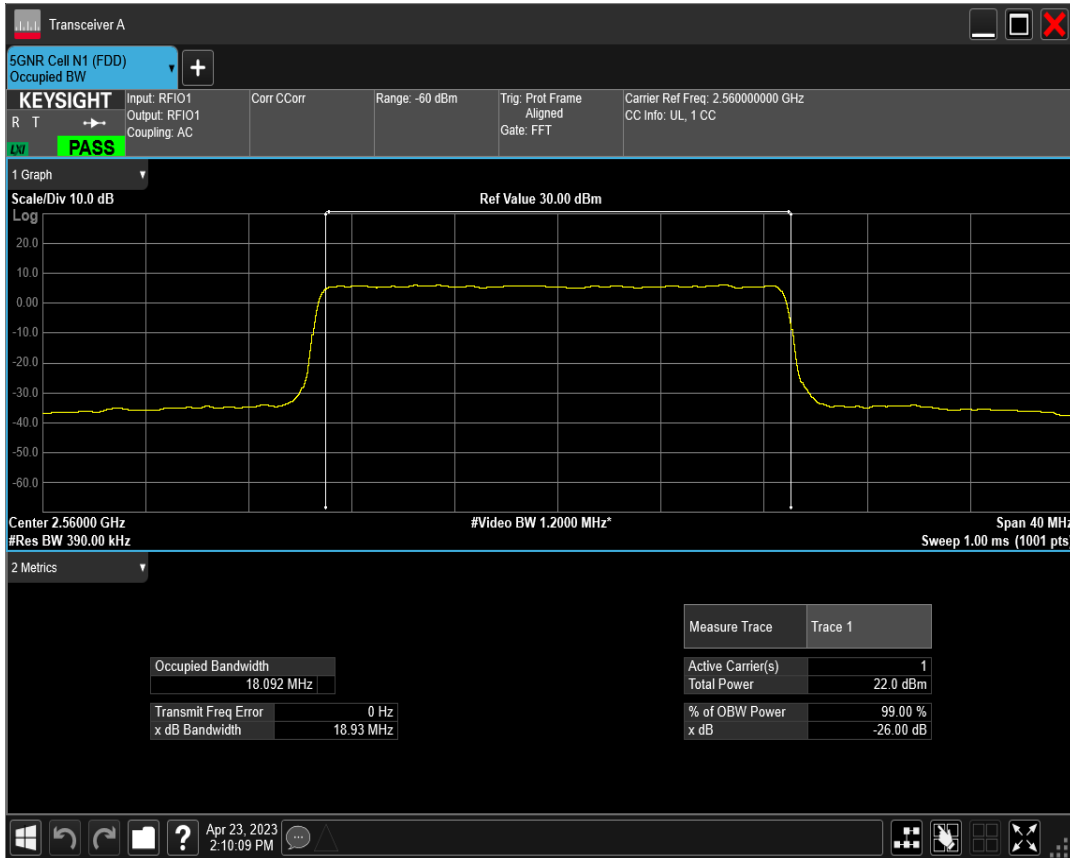 Transceiver A
5GNR Cell N1 (FDD)
Occupied BW
+
KEYSIGHT
R T
LXI
PASS
Input: RFIO1
Output: RFIO1
Coupling: AC
Corr CCorr
Range: -60 dBm
Trig: Prot Frame
Aligned
Gate: FFT
Carrier Ref Freq: 2.560000000 GHz
CC Info: UL, 1 CC
1 Graph
Scale/Div 10.0 dB
Ref Value 30.00 dBm
Log
20.0
10.0
0.00
-10.0
-20.0
-30.0
-40.0
-50.0
-60.0
Center 2.56000 GHz
#Video BW 1.2000 MHz*
Span 40 MHz
#Res BW 390.00 kHz
Sweep 1.00 ms (1001 pts)
2 Metrics
Measure Trace Trace 1
Occupied Bandwidth
18.092 MHz
Active Carrier(s) 1
Total Power 22.0 dBm
Transmit Freq Error 0 Hz
x dB Bandwidth 18.93 MHz
% of OBW Power 99.00 %
x dB -26.00 dB
?
Apr 23, 2023
2:10:09 PM